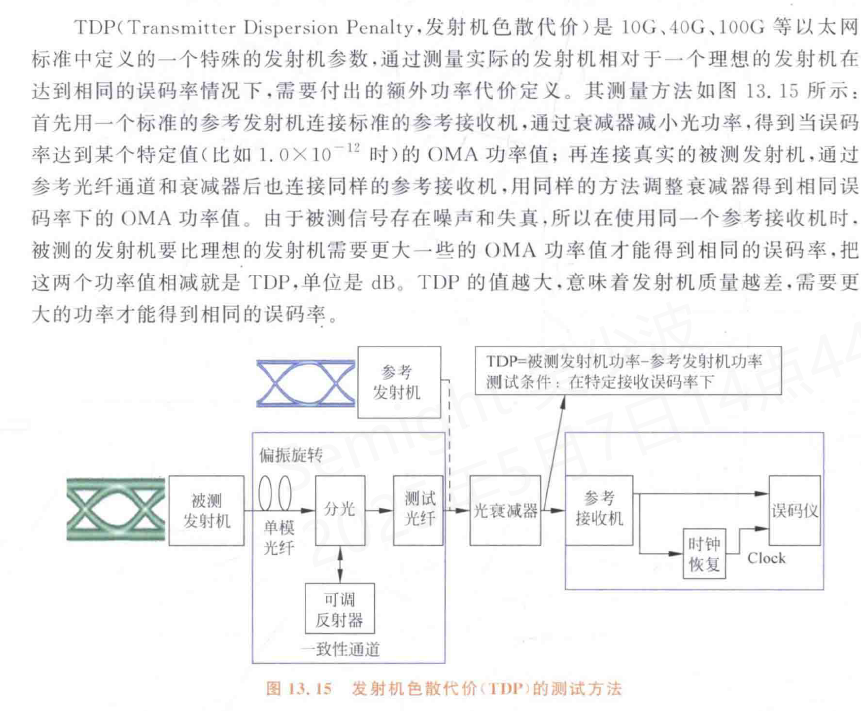 TDP(Transmitter Dispersion Penalty,发射机色散代价)是 10G、40G、100G 等以太网
标准中定义的一个特殊的发射机参数,通过测量实际的发射机相对于一个理想的发射机在
达到相同的误码率情况下,需要付出的额外功率代价定义。其测量方法如图 13.15 所示:
首先用一个标准的参考发射机连接标准的参考接收机,通过衰减器减小光功率,得到当误码
率达到某个特定值(比如 1.0×10⁻¹² 时)的 OMA 功率值;再连接真实的被测发射机,通过
参考光纤通道和衰减器后也连接同样的参考接收机,用同样的方法调整衰减器得到相同误
码率下的 OMA 功率值。由于被测信号存在噪声和失真,所以在使用同一个参考接收机时,
被测的发射机要比理想的发射机需要更大一些的 OMA 功率值才能得到相同的误码率,把
这两个功率值相减就是 TDP,单位是 dB。TDP 的值越大,意味着发射机质量越差,需要更
大的功率才能得到相同的误码率。
参考
发射机
TDP=被测发射机功率-参考发射机功率
测试条件:在特定接收误码率下
偏振旋转
被测
发射机
单模
光纤
分光
测试
光纤
光衰减器
参考
接收机
误码仪
时钟
恢复
Clock
可调
反射器
一致性通道
图 13.15 发射机色散代价(TDP)的测试方法